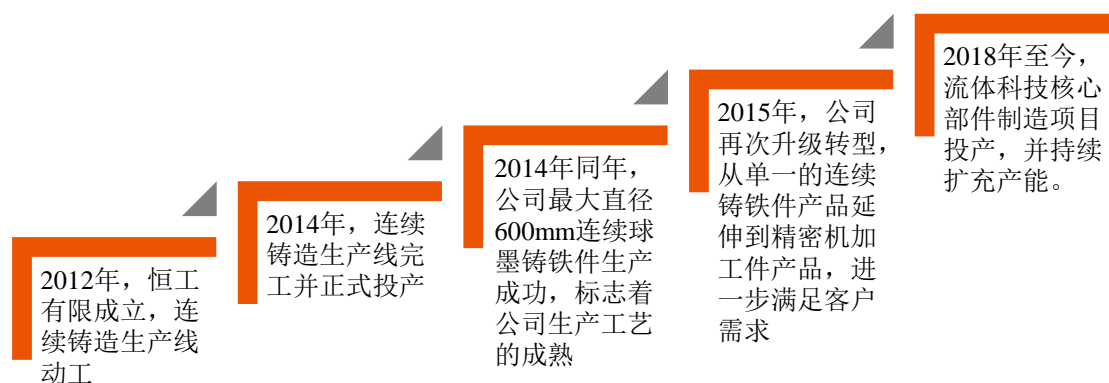 2012年，恒工
有限成立，连
续铸造生产线
动工
2014年，连续
铸造生产线完
工并正式投产
2014年同年，
公司最大直径
600mm连续球
墨铸铁件生产
成功，标志着
公司生产工艺
的成熟
2015年，公司
再次升级转型，
从单一的连续
铸铁件产品延
伸到精密机加
工件产品，进
一步满足客户
需求
2018年至今，
流体科技核心
部件制造项目
投产，并持续
扩充产能。